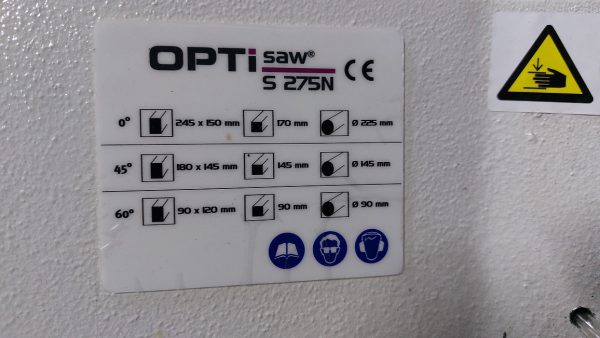 OPTi saw® CE
S 275N
0° 245 x 150 mm 170 mm Ø 225 mm
45° 180 x 145 mm 145 mm Ø 145 mm
60° 90 x 120 mm 90 mm Ø 90 mm